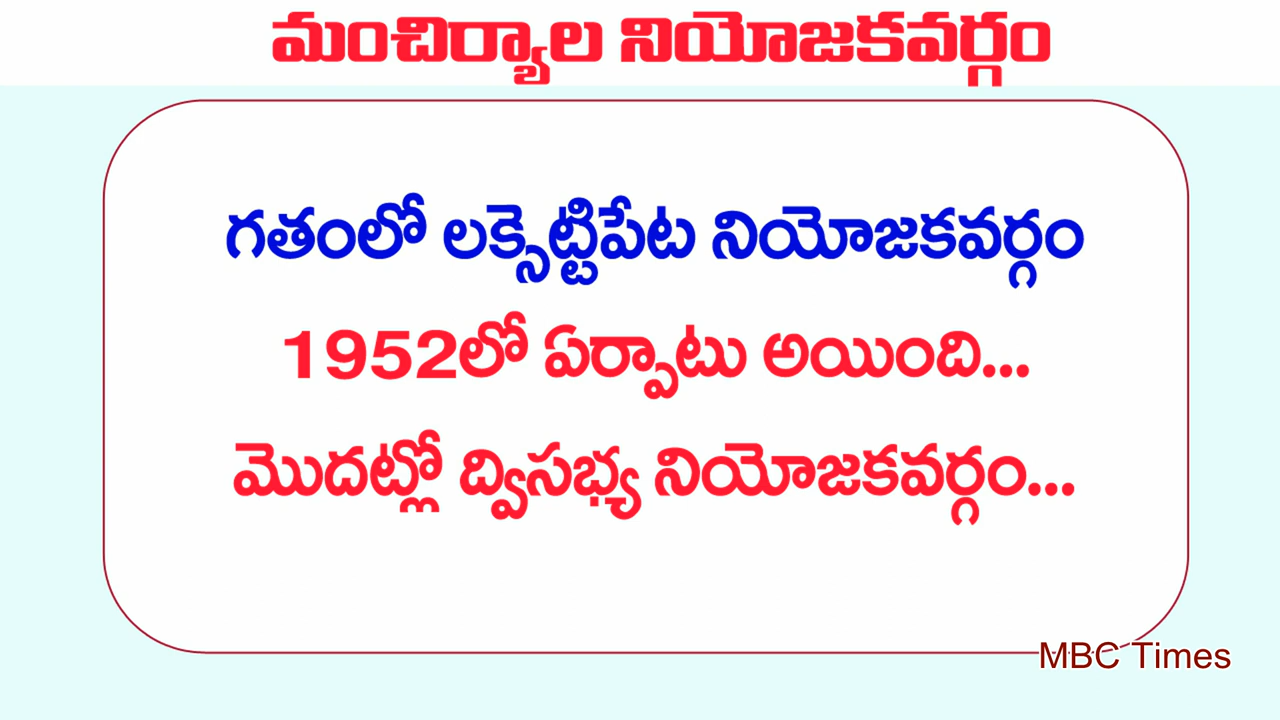 మంచిర్యాల నియోజకవర్గం
గతంలో లక్సెట్టిపేట నియోజకవర్గం
1952లో ఏర్పాటు అయింది...
మొదట్లో ద్విసభ్య నియోజకవర్గం...
MBC Times